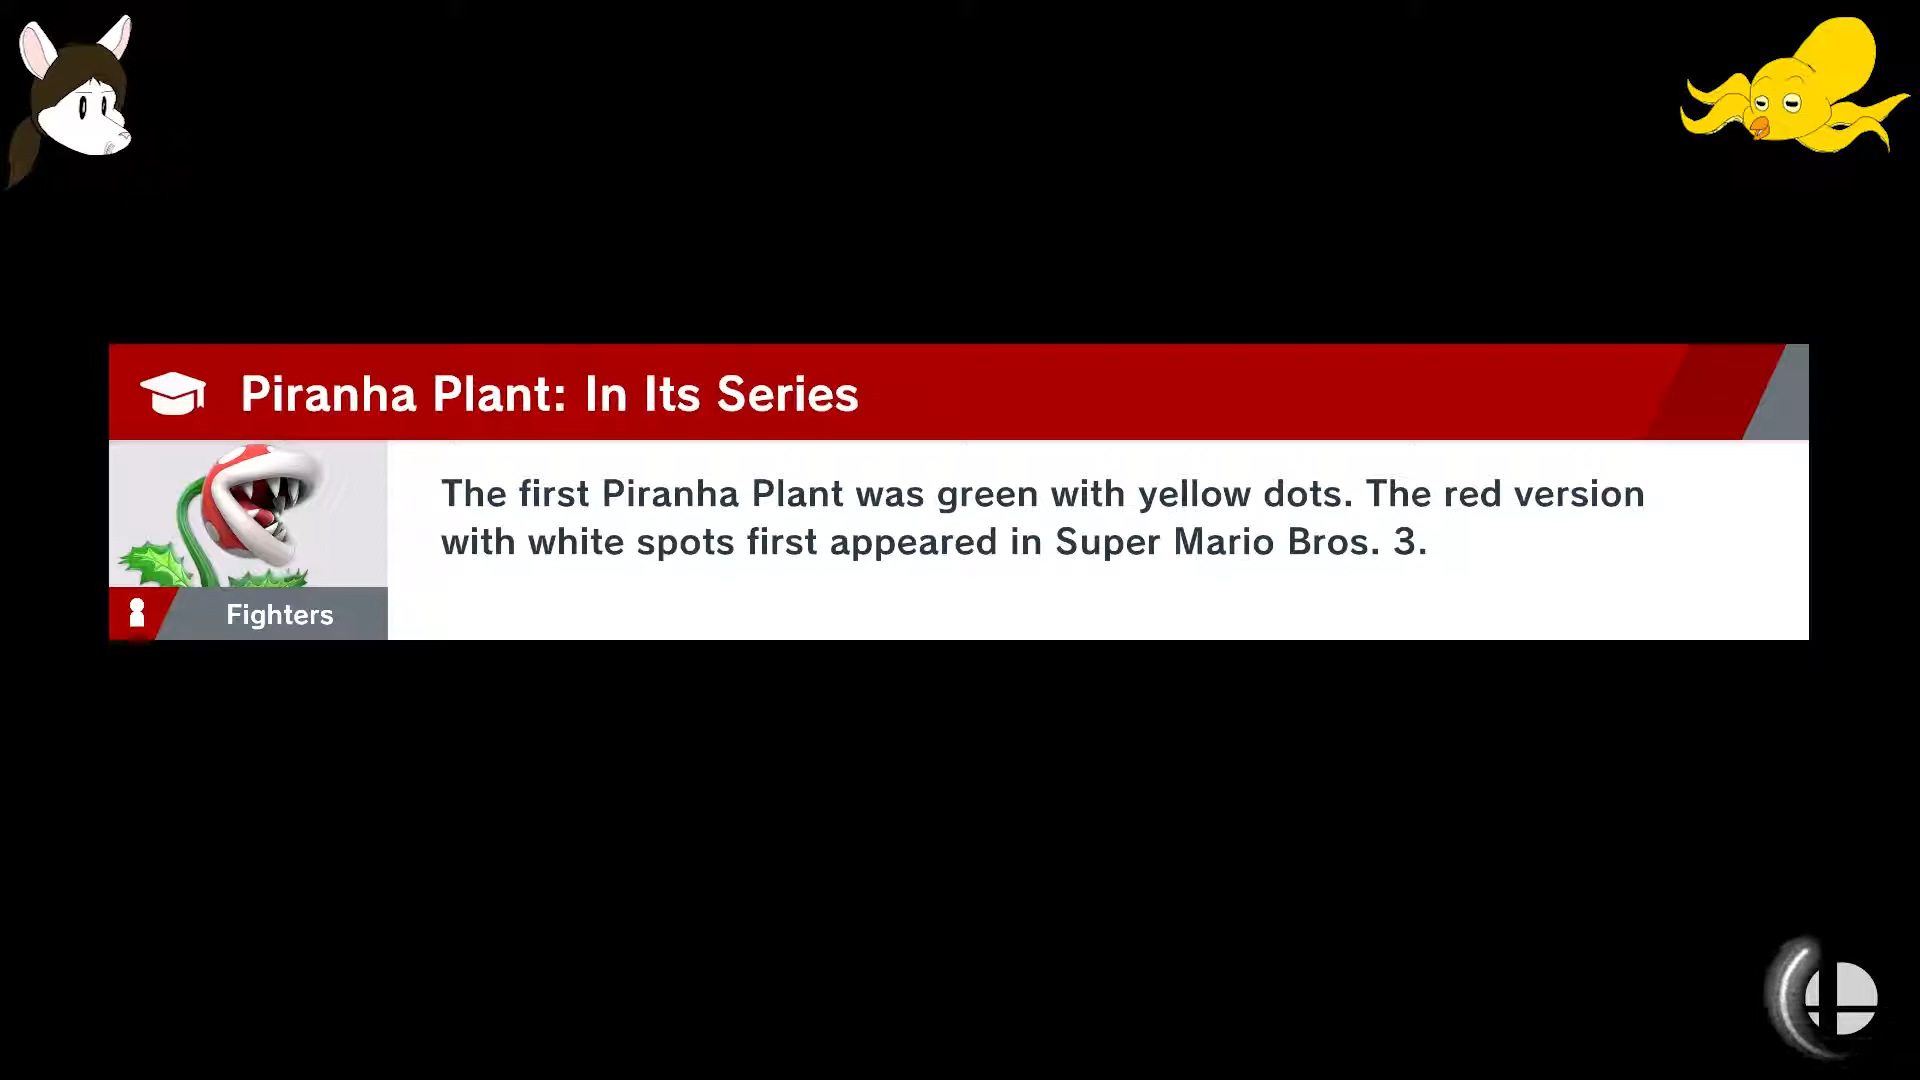 Piranha Plant: In Its Series
The first Piranha Plant was green with yellow dots. The red version
with white spots first appeared in Super Mario Bros. 3.
Fighters